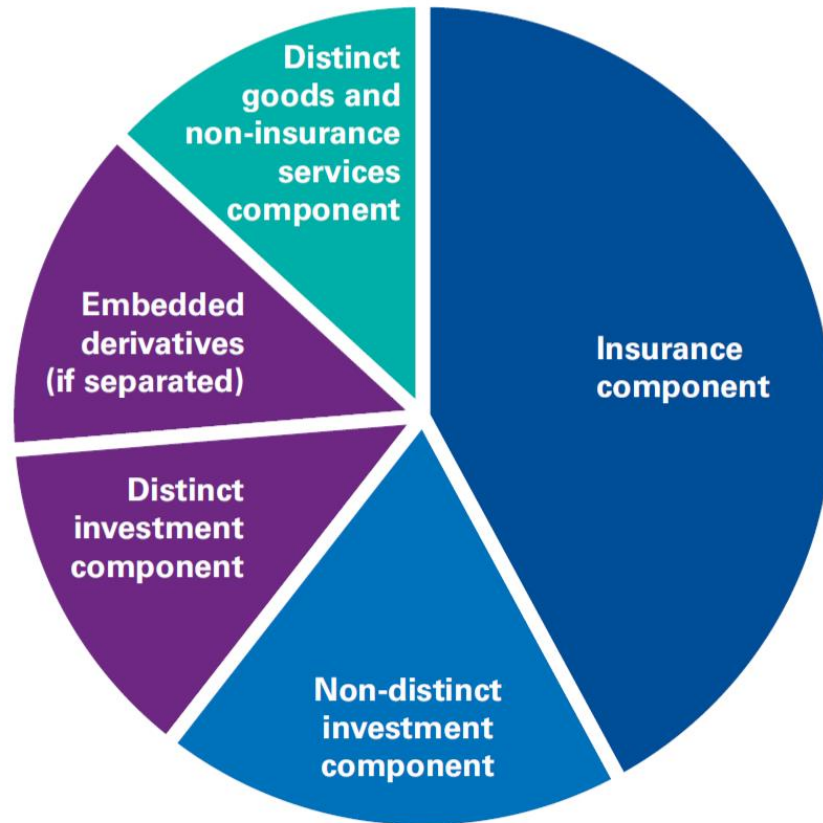 Distinct
goods and
non-insurance
services
component
Insurance
component
Embedded
derivatives
(if separated)
Distinct
investment
component
Non-distinct
investment
component